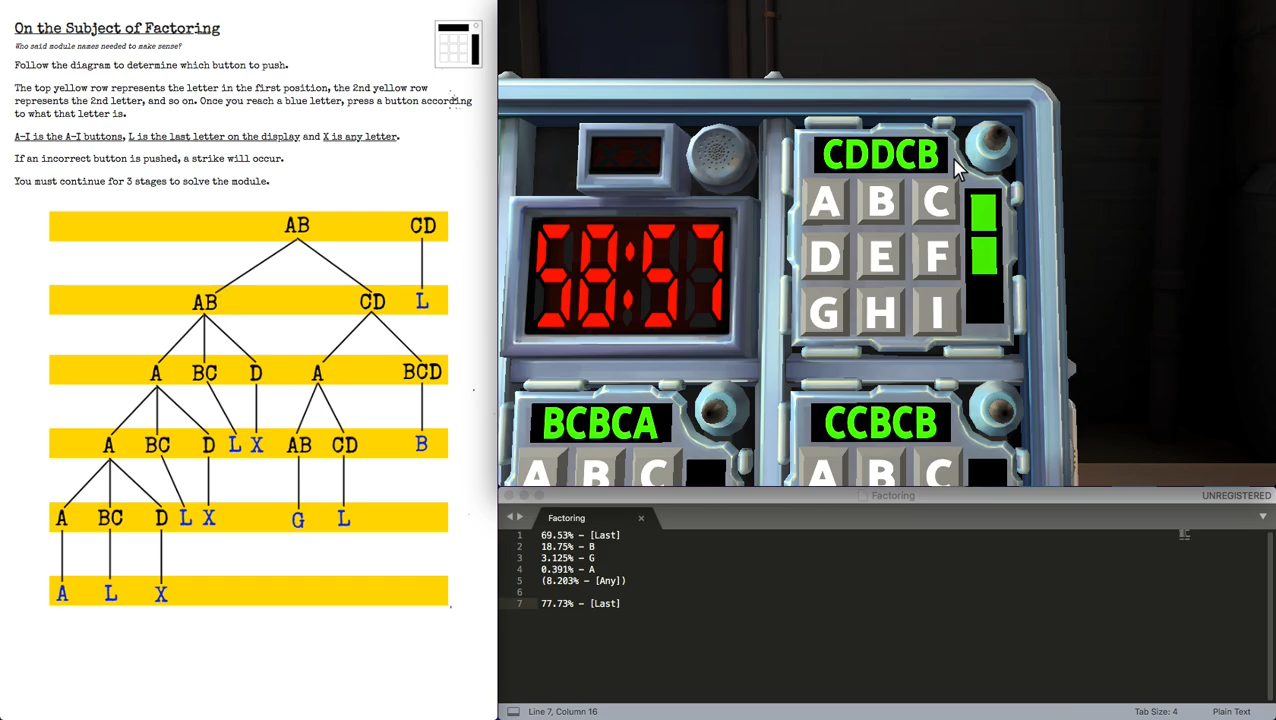 On the Subject of Factoring
Who said module names needed to make sense?
Follow the diagram to determine which button to push.
The top yellow row represents the letter in the first position, the 2nd yellow row
represents the 2nd letter, and so on. Once you reach a blue letter, press a button according
to what that letter is.
A-I is the A-I buttons, L is the last letter on the display and X is any letter.
If an incorrect button is pushed, a strike will occur.
You must continue for 3 stages to solve the module.
AB CD
AB CD L
A BC D A BCD
A BC D L X AB CD B
A BC D L X G L
A L X
CDDCB
A B C
D E F
G H I
58:57
BCBCA
A B C
CCBCB
A B C
Factoring
UNREGISTERED
Factoring
1 69.53% - [Last]
2 18.75% - B
3 3.125% - G
4 0.391% - A
5 (8.203% - [Any])
6
7 77.73% - [Last]
Line 7, Column 16
Tab Size: 4
Plain Text